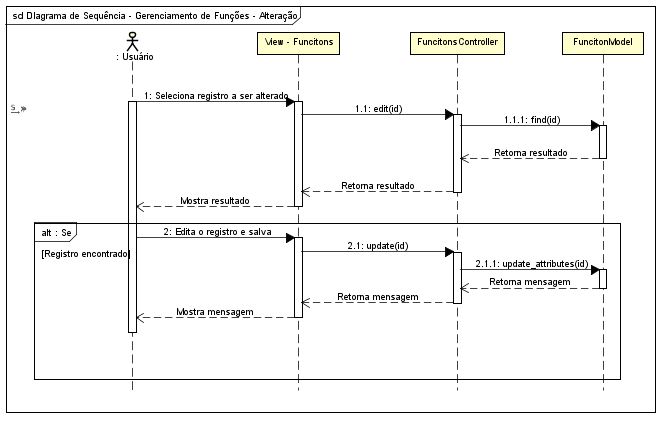 sd Diagrama de Sequência - Gerenciamento de Funções - Alteração
: Usuário
View - Funcitons
FuncitonsController
FuncitonModel
1: Seleciona registro a ser alterado
1.1: edit(id)
1.1.1: find(id)
Retorna resultado
Retorna resultado
Mostra resultado
alt : Se
[Registro encontrado]
2: Edita o registro e salva
2.1: update(id)
2.1.1: update_attributes(id)
Retorna mensagem
Retorna mensagem
Mostra mensagem